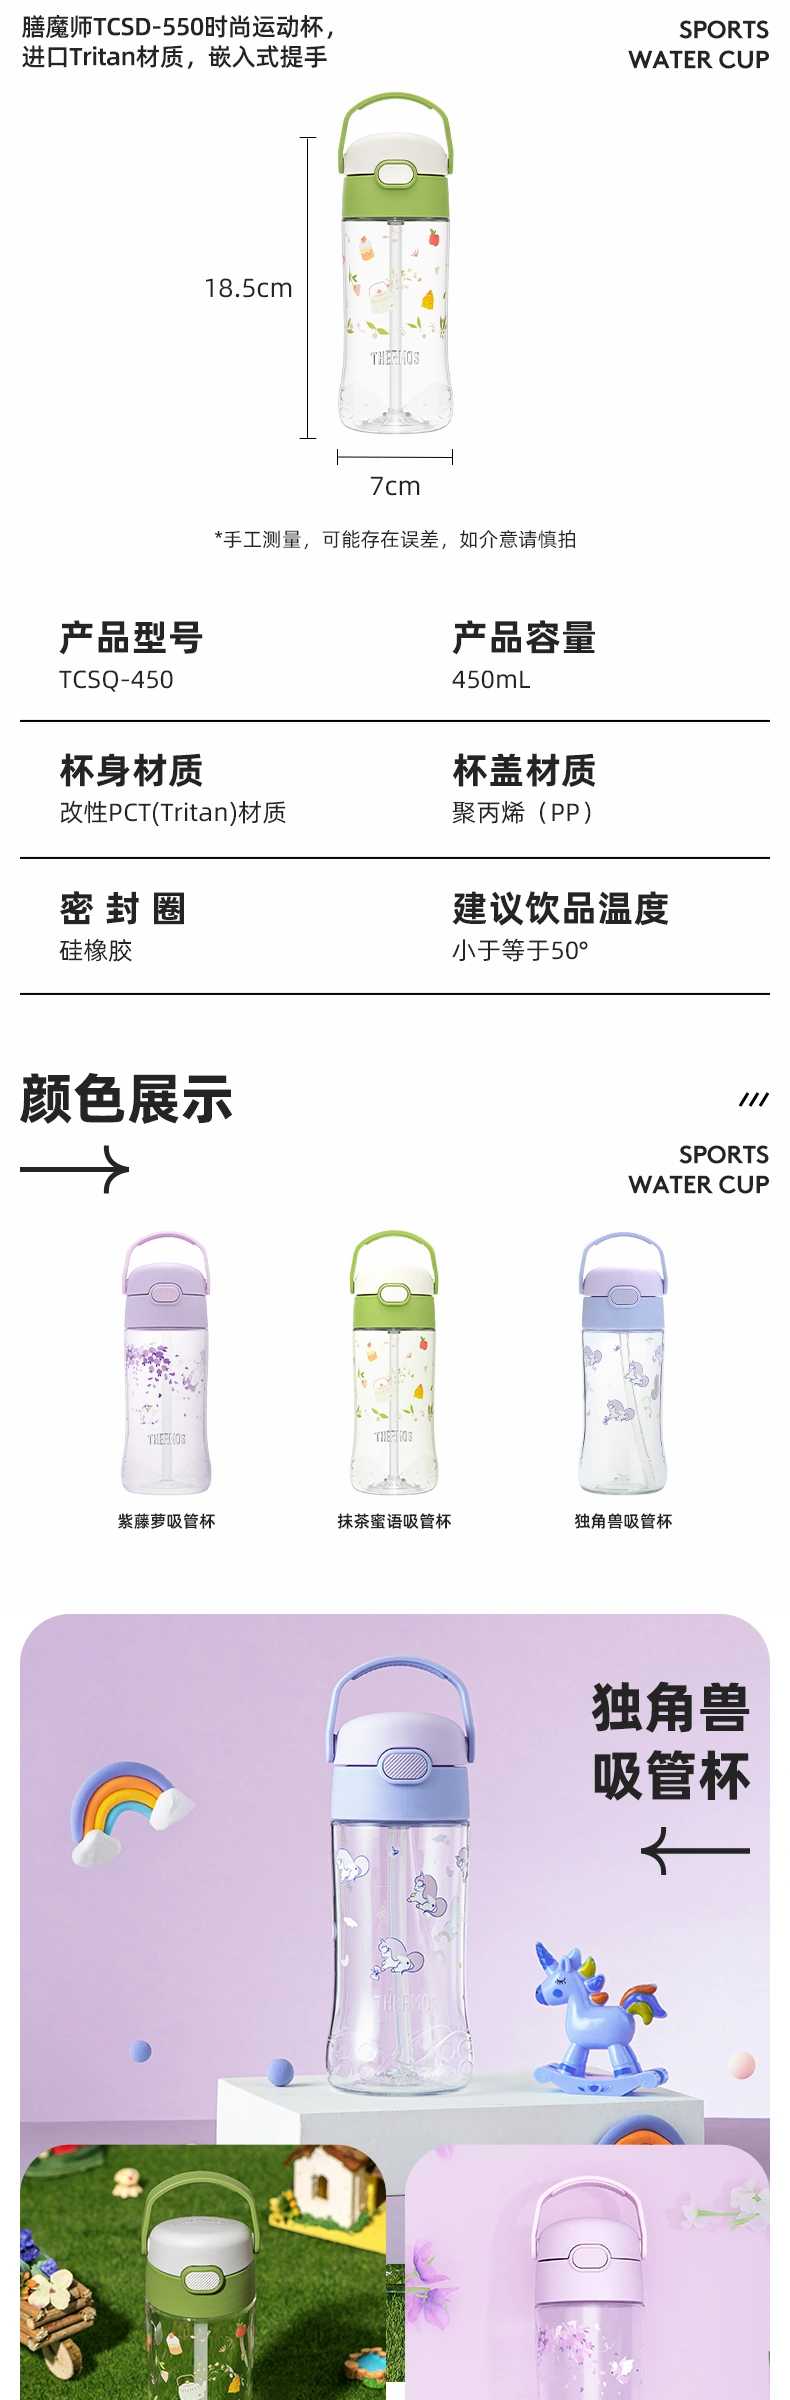 膳魔师TCSD-550时尚运动杯，
进口Tritan材质，嵌入式提手
SPORTS
WATER CUP
18.5cm
THERMOS
7cm
*手工测量，可能存在误差，如介意请慎拍
产品型号
TCSQ-450
产品容量
450mL
杯身材质
改性PCT(Tritan)材质
杯盖材质
聚丙烯（PP）
密 封 圈
硅橡胶
建议饮品温度
小于等于50°
颜色展示
SPORTS
WATER CUP
THERMOS
THERMOS
紫藤萝吸管杯
抹茶蜜语吸管杯
独角兽吸管杯
独角兽
吸管杯
THERMOS